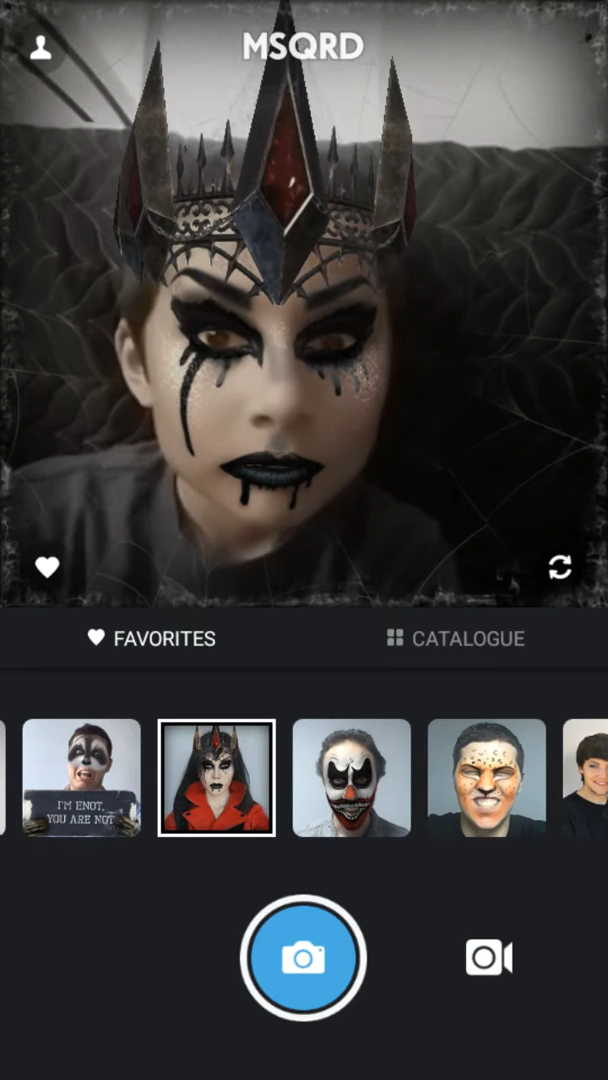 MSQRD
FAVORITES
CATALOGUE
I'M ENOT,
YOU ARE NOT